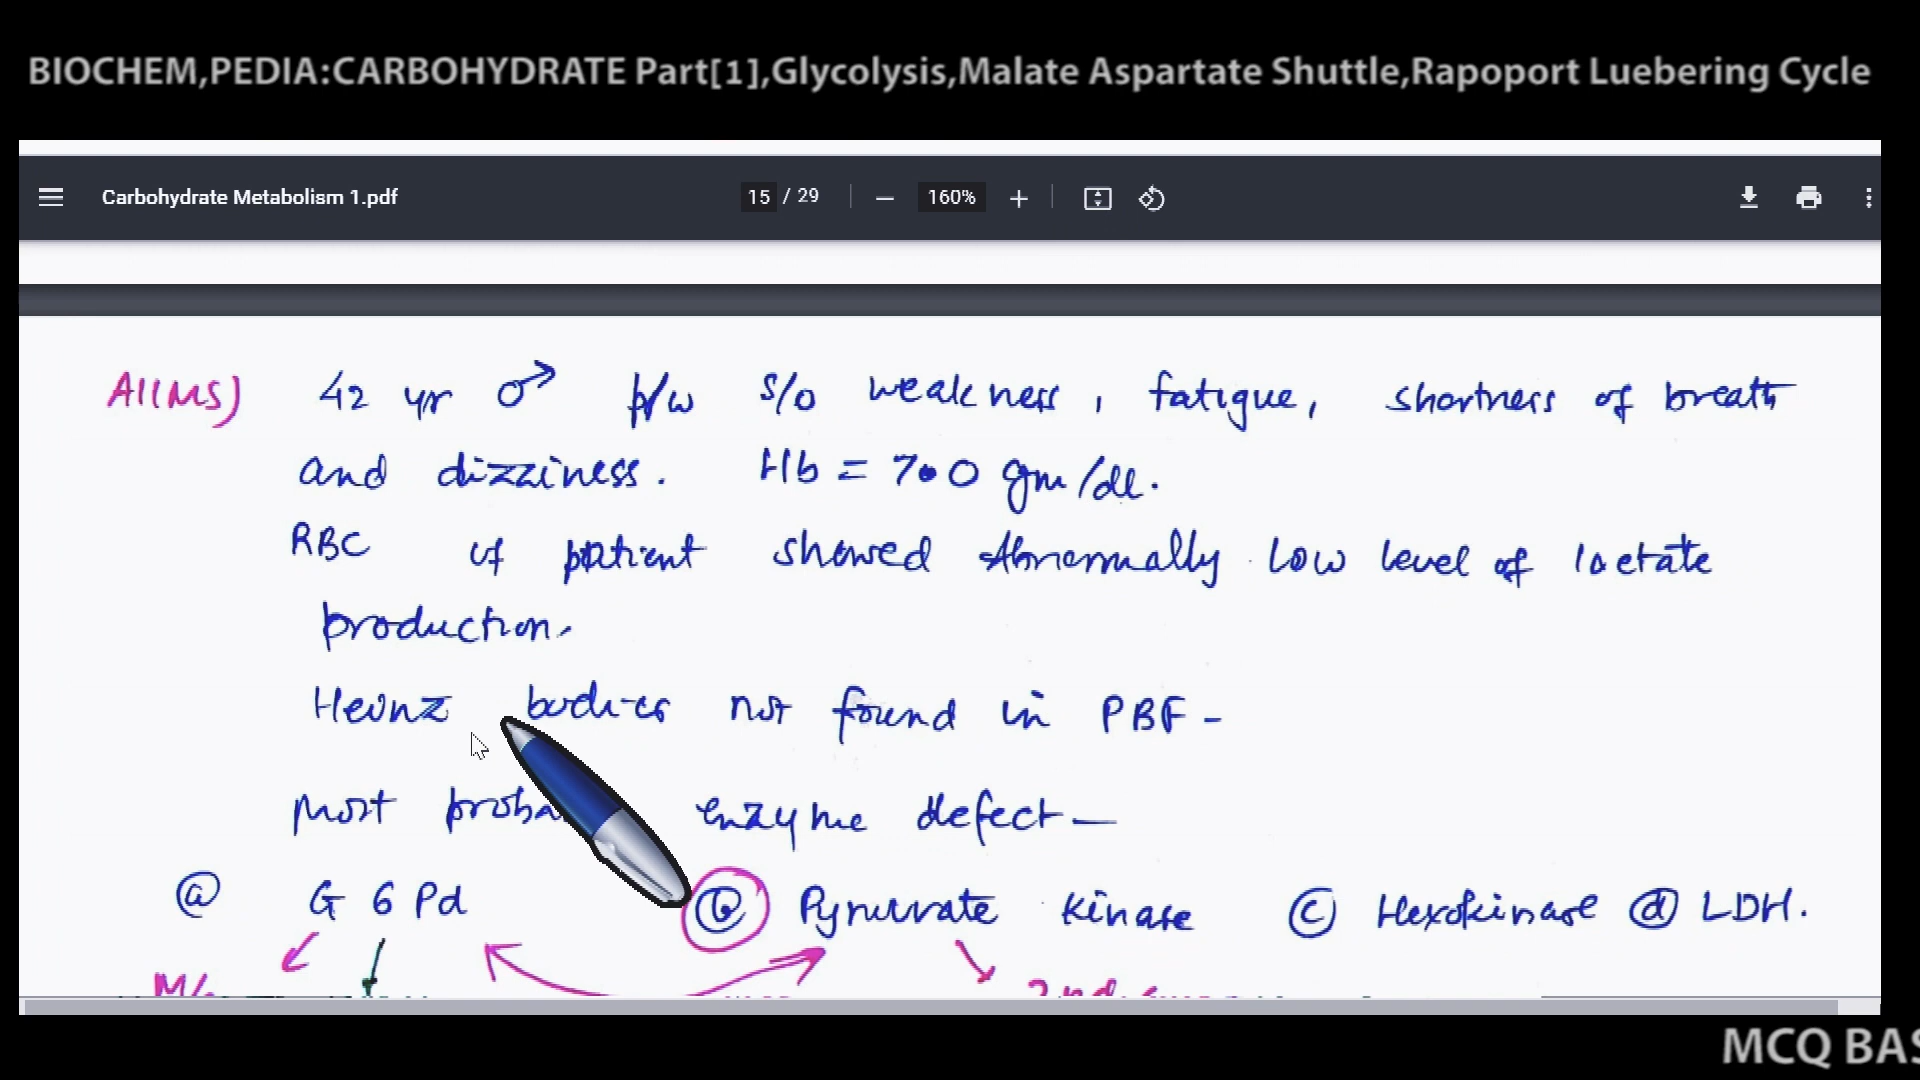 BIOCHEM,PEDIA:CARBOHYDRATE Part[1],Glycolysis,Malate Aspartate Shuttle,Rapoport Luebering Cycle
Carbohydrate Metabolism 1.pdf 15 / 29 160%
AIIMS) 42 yr ♂ p/w S/o weakness, fatigue, shortness of breath
and dizziness. Hb = 7.0 gm/dl.
RBC of patient showed Abnormally low level of lactate
production.
Heinz bodies not found in PBF -
most enzyme defect —
(a) G 6 Pd (b) Pyruvate kinase (c) Hexokinase (d) LDH.
MCQ BAS